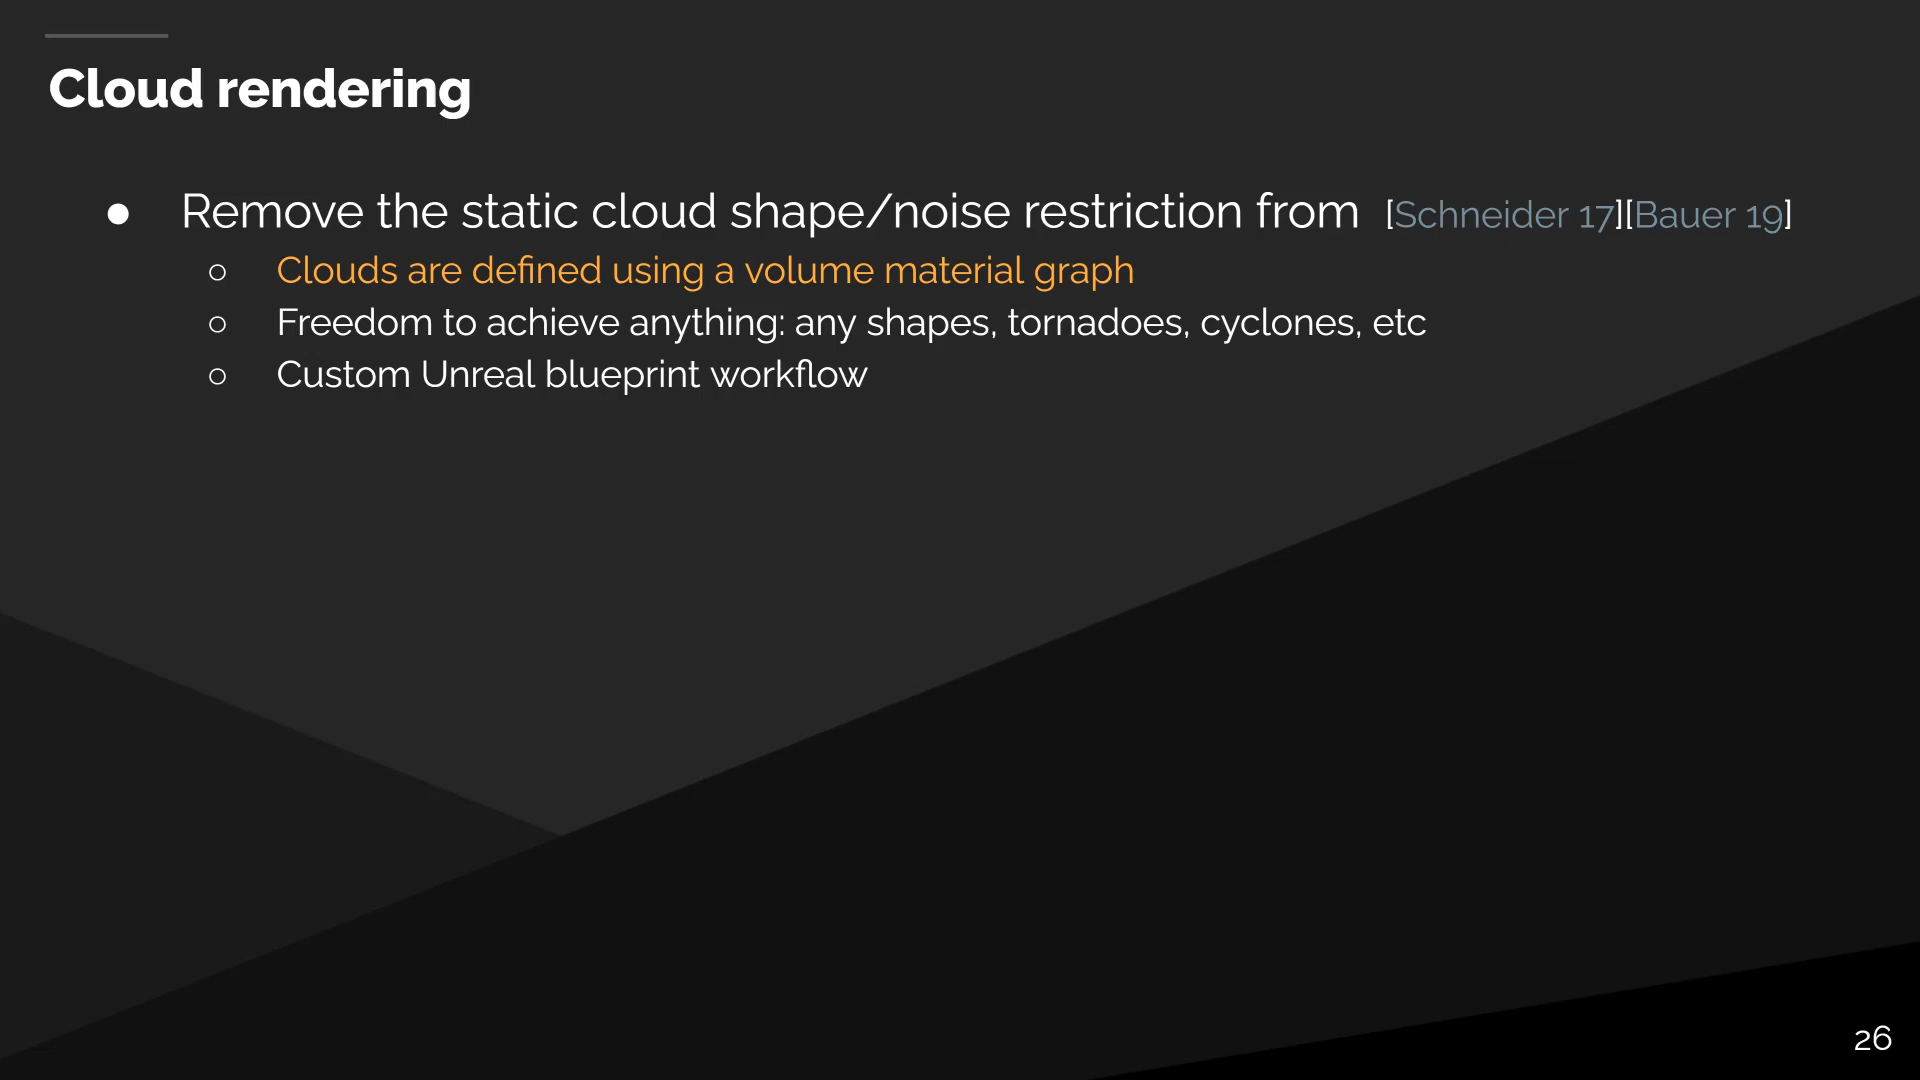 Cloud rendering
● Remove the static cloud shape/noise restriction from [Schneider 17][Bauer 19]
○ Clouds are defined using a volume material graph
○ Freedom to achieve anything: any shapes, tornadoes, cyclones, etc
○ Custom Unreal blueprint workflow
26